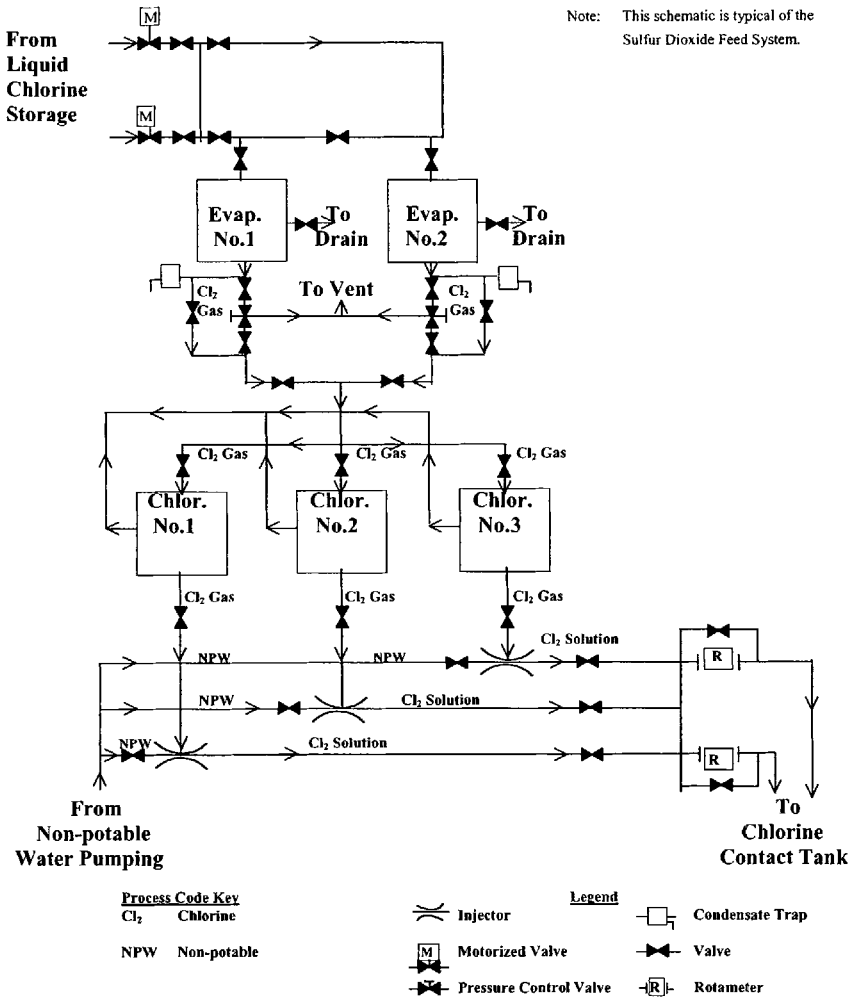 Note: This schematic is typical of the
Sulfur Dioxide Feed System.
From
Liquid
Chlorine
Storage
M
M
Evap.
No.1
To
Drain
Evap.
No.2
To
Drain
Cl₂
Gas
To Vent
Cl₂
Gas
Cl₂ Gas
Cl₂ Gas
Cl₂ Gas
Chlor.
No.1
Chlor.
No.2
Chlor.
No.3
Cl₂ Gas
Cl₂ Gas
Cl₂ Gas
Cl₂ Solution
NPW
NPW
R
NPW
Cl₂ Solution
NPW
Cl₂ Solution
R
From
Non-potable
Water Pumping
To
Chlorine
Contact Tank
Process Code Key
Cl₂ Chlorine
NPW Non-potable
Legend
Injector
Condensate Trap
M Motorized Valve
Valve
Pressure Control Valve
R Rotameter